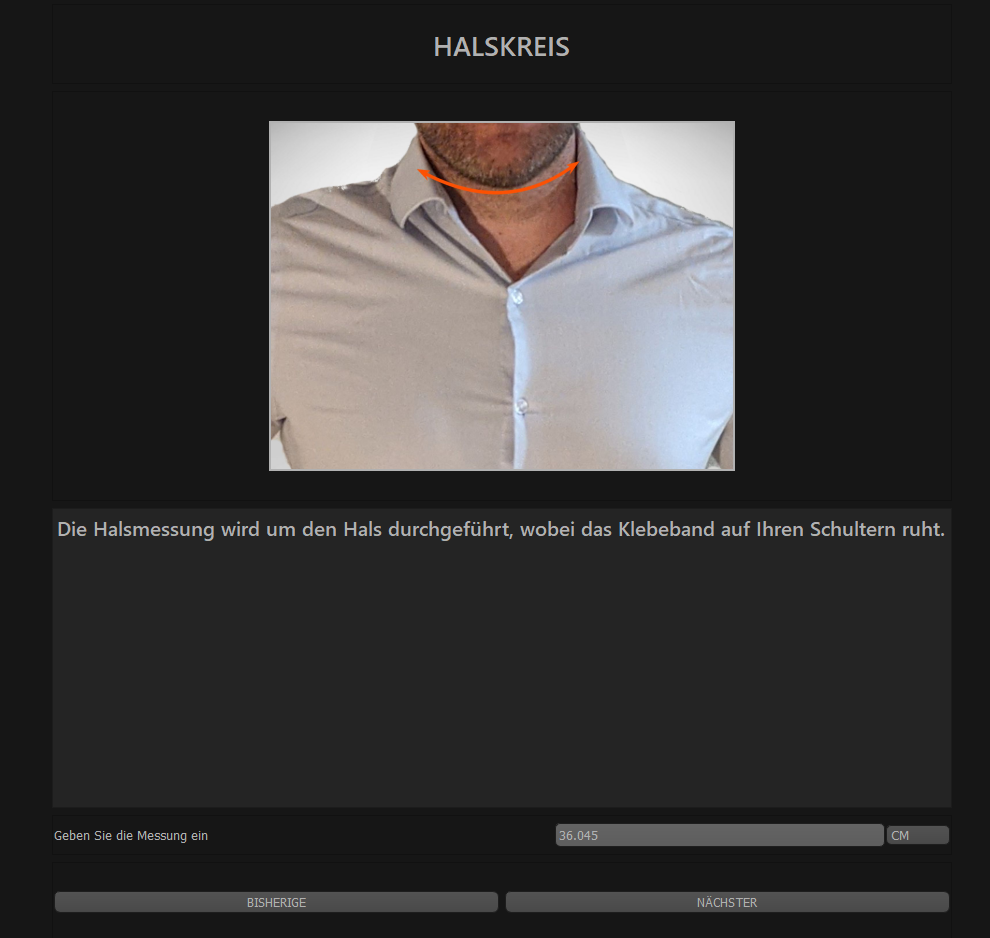 HALSKREIS
Die Halsmessung wird um den Hals durchgeführt, wobei das Klebeband auf Ihren Schultern ruht.
Geben Sie die Messung ein
36.045
CM
BISHERIGE
NÄCHSTER